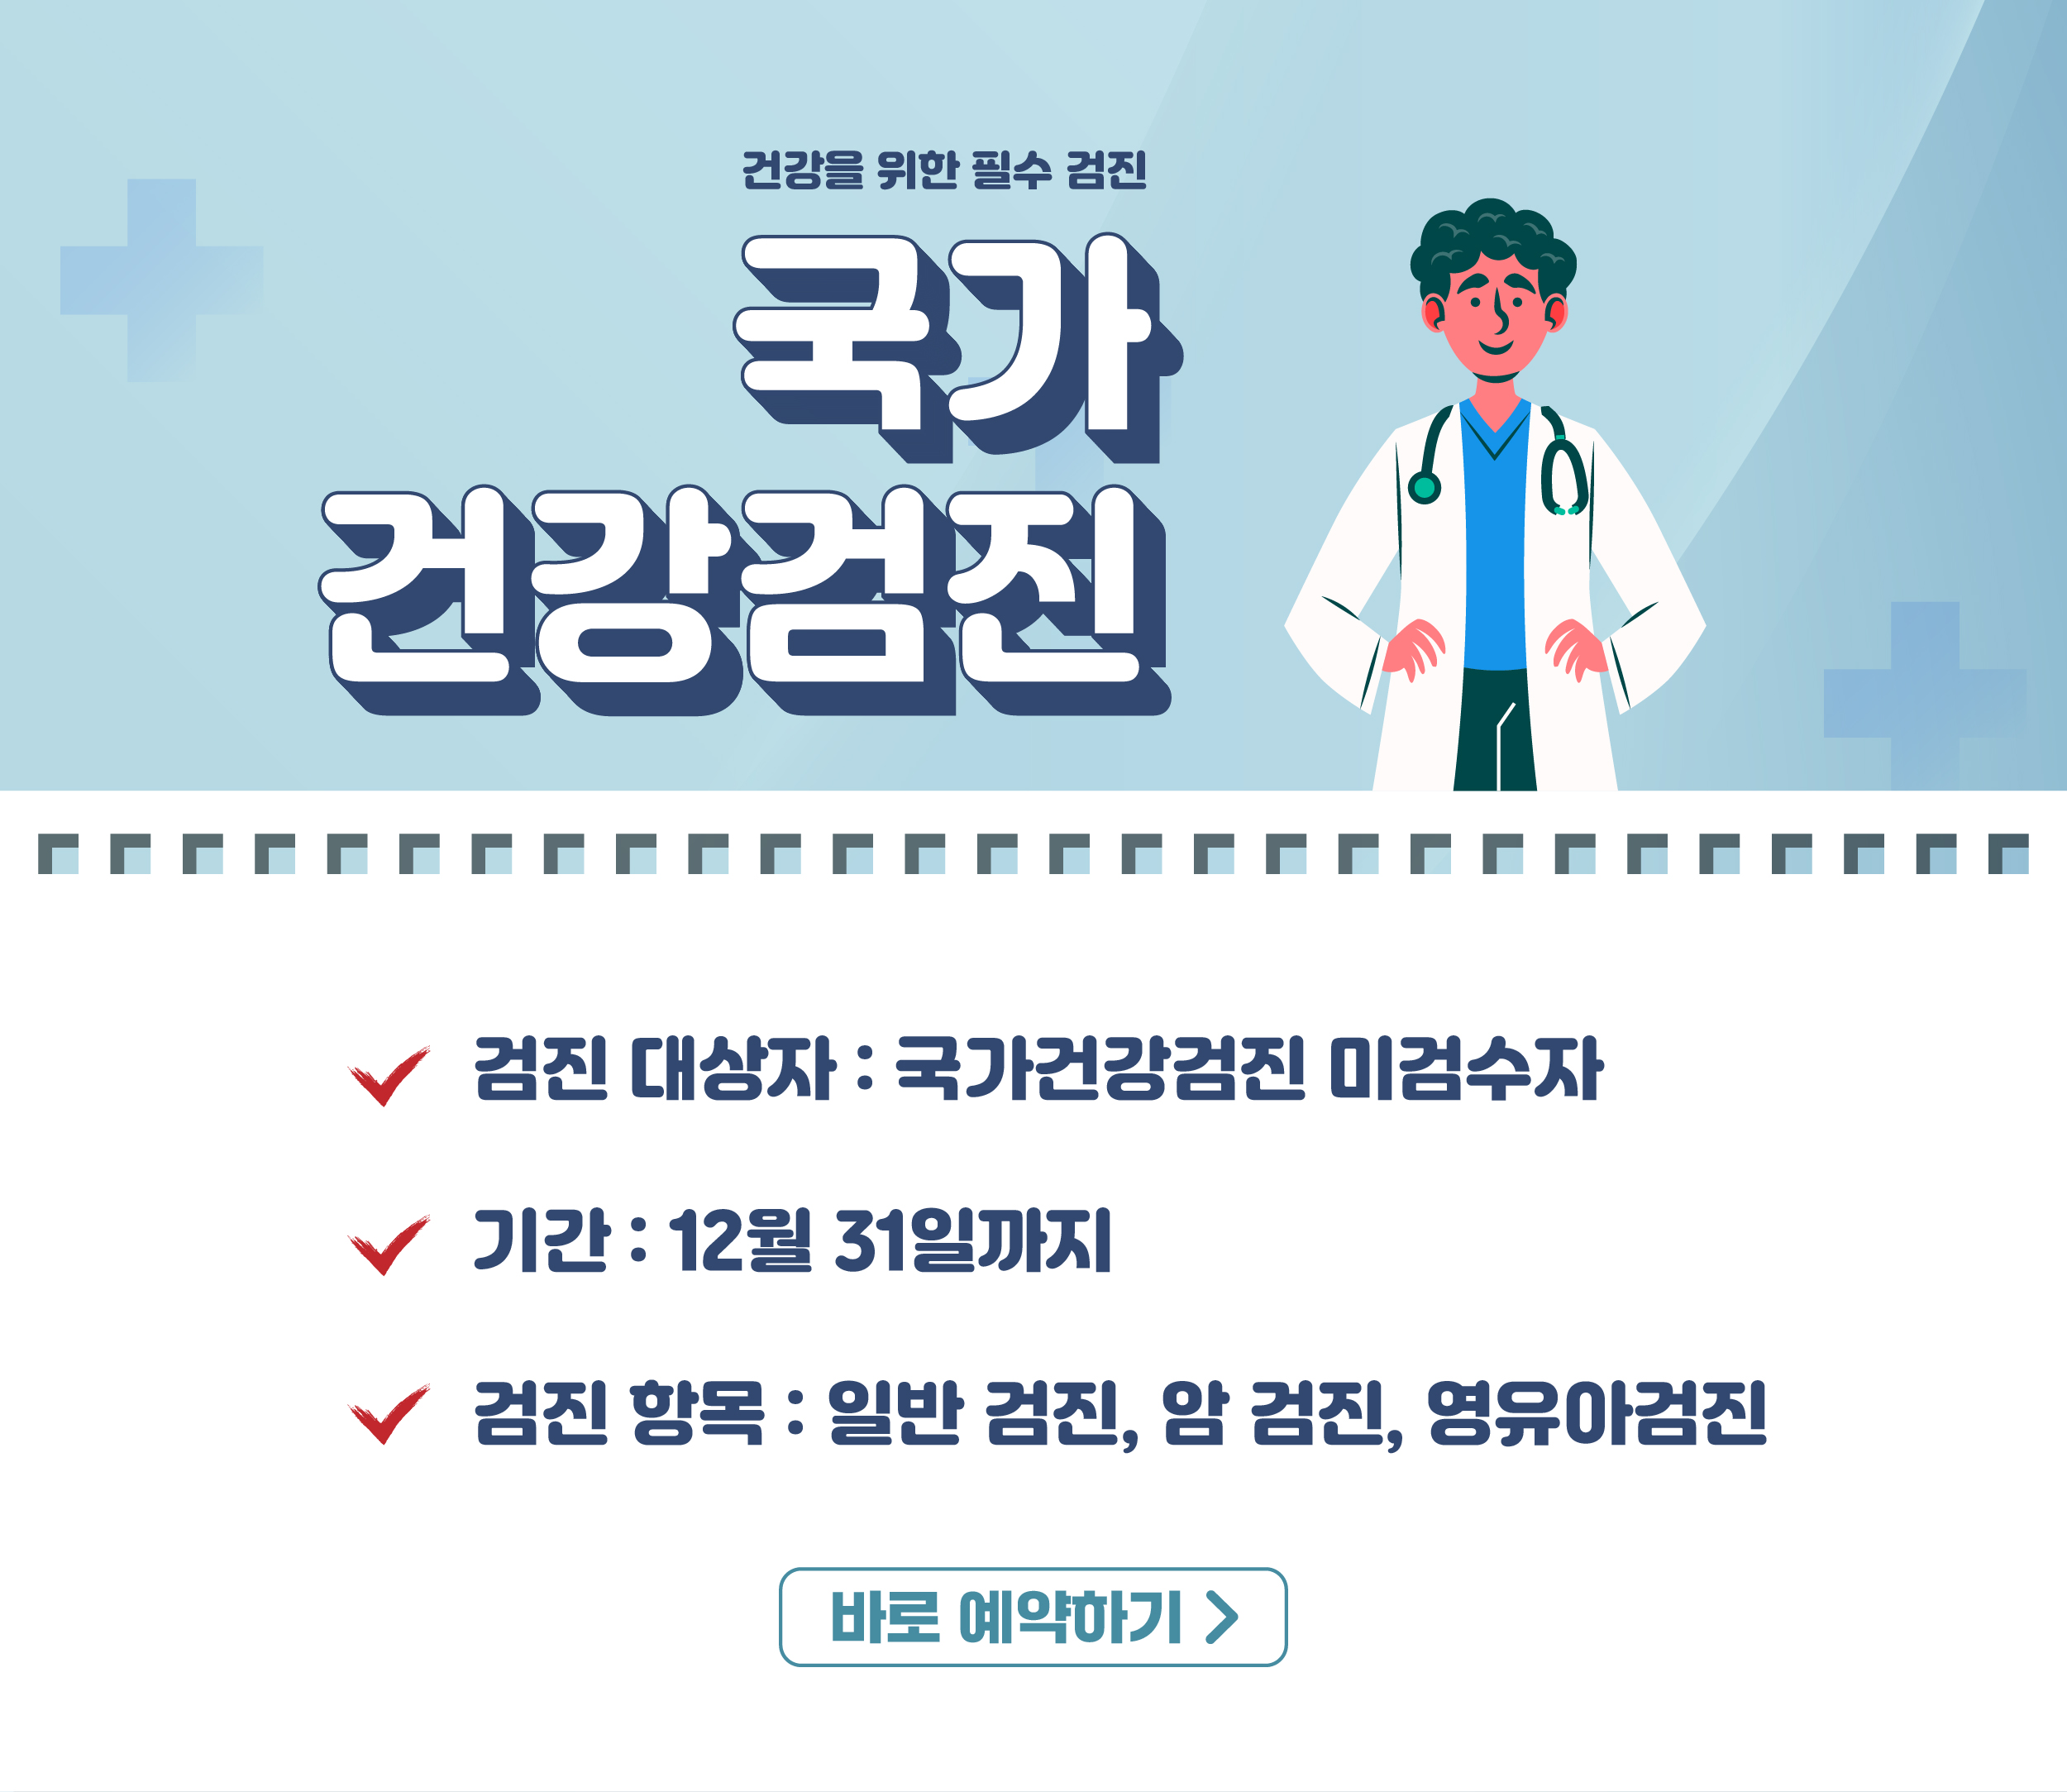 건강을 위한 필수 검진
국가
건강검진
검진 대상자 : 국가건강검진 미검수자
기간 : 12월 31일까지
검진 항목 : 일반 검진, 암 검진, 영유아검진
바로 예약하기 >